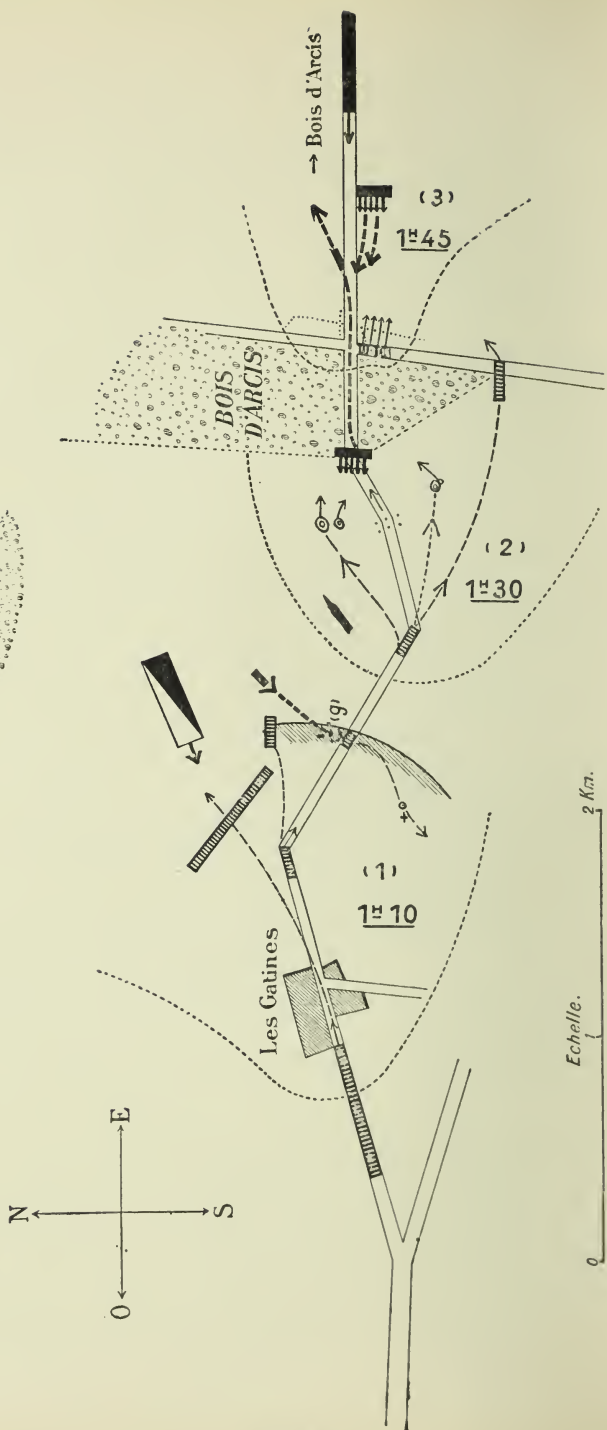 N
O
E
S
Les Gatines
(1)
1H10
(g)
(2)
1H30
BOIS
D'ARCIS
(3)
1H45
→ Bois d'Arcis
Echelle.
0
1
2 Km.